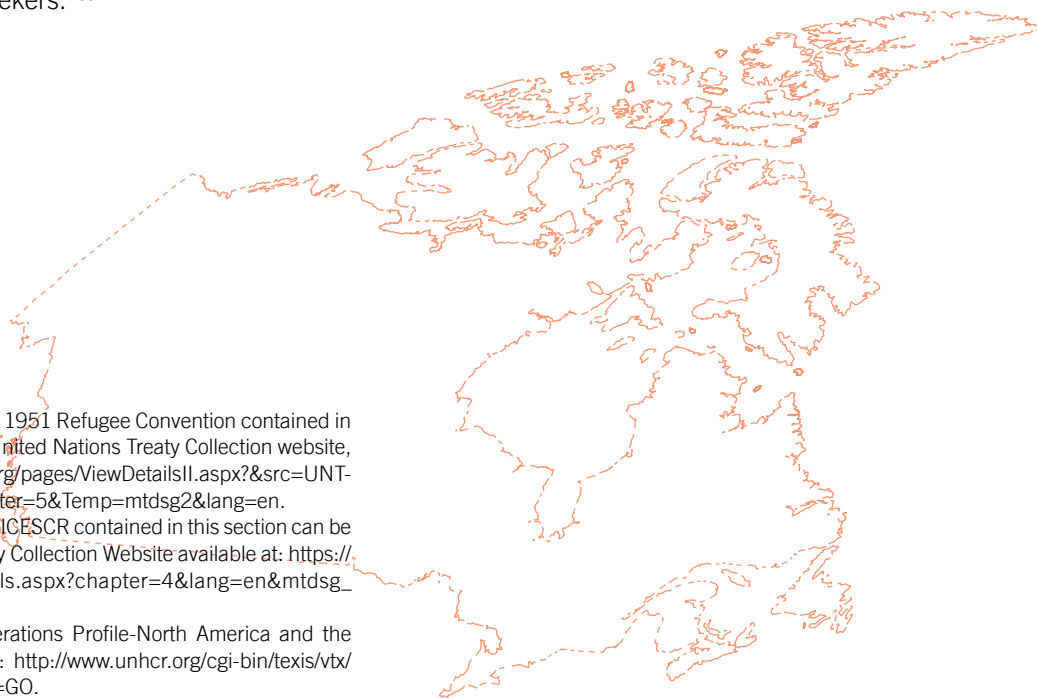 ekers.
1951 Refugee Convention contained in
nited Nations Treaty Collection website,
rg/pages/ViewDetailsII.aspx?&src=UNT-
ter=5&Temp=mtdsg2&lang=en.
ICESCR contained in this section can be
y Collection Website available at: https://
ls.aspx?chapter=4&lang=en&mtdsg_
erations Profile-North America and the
: http://www.unhcr.org/cgi-bin/texis/vtx/
=GO.